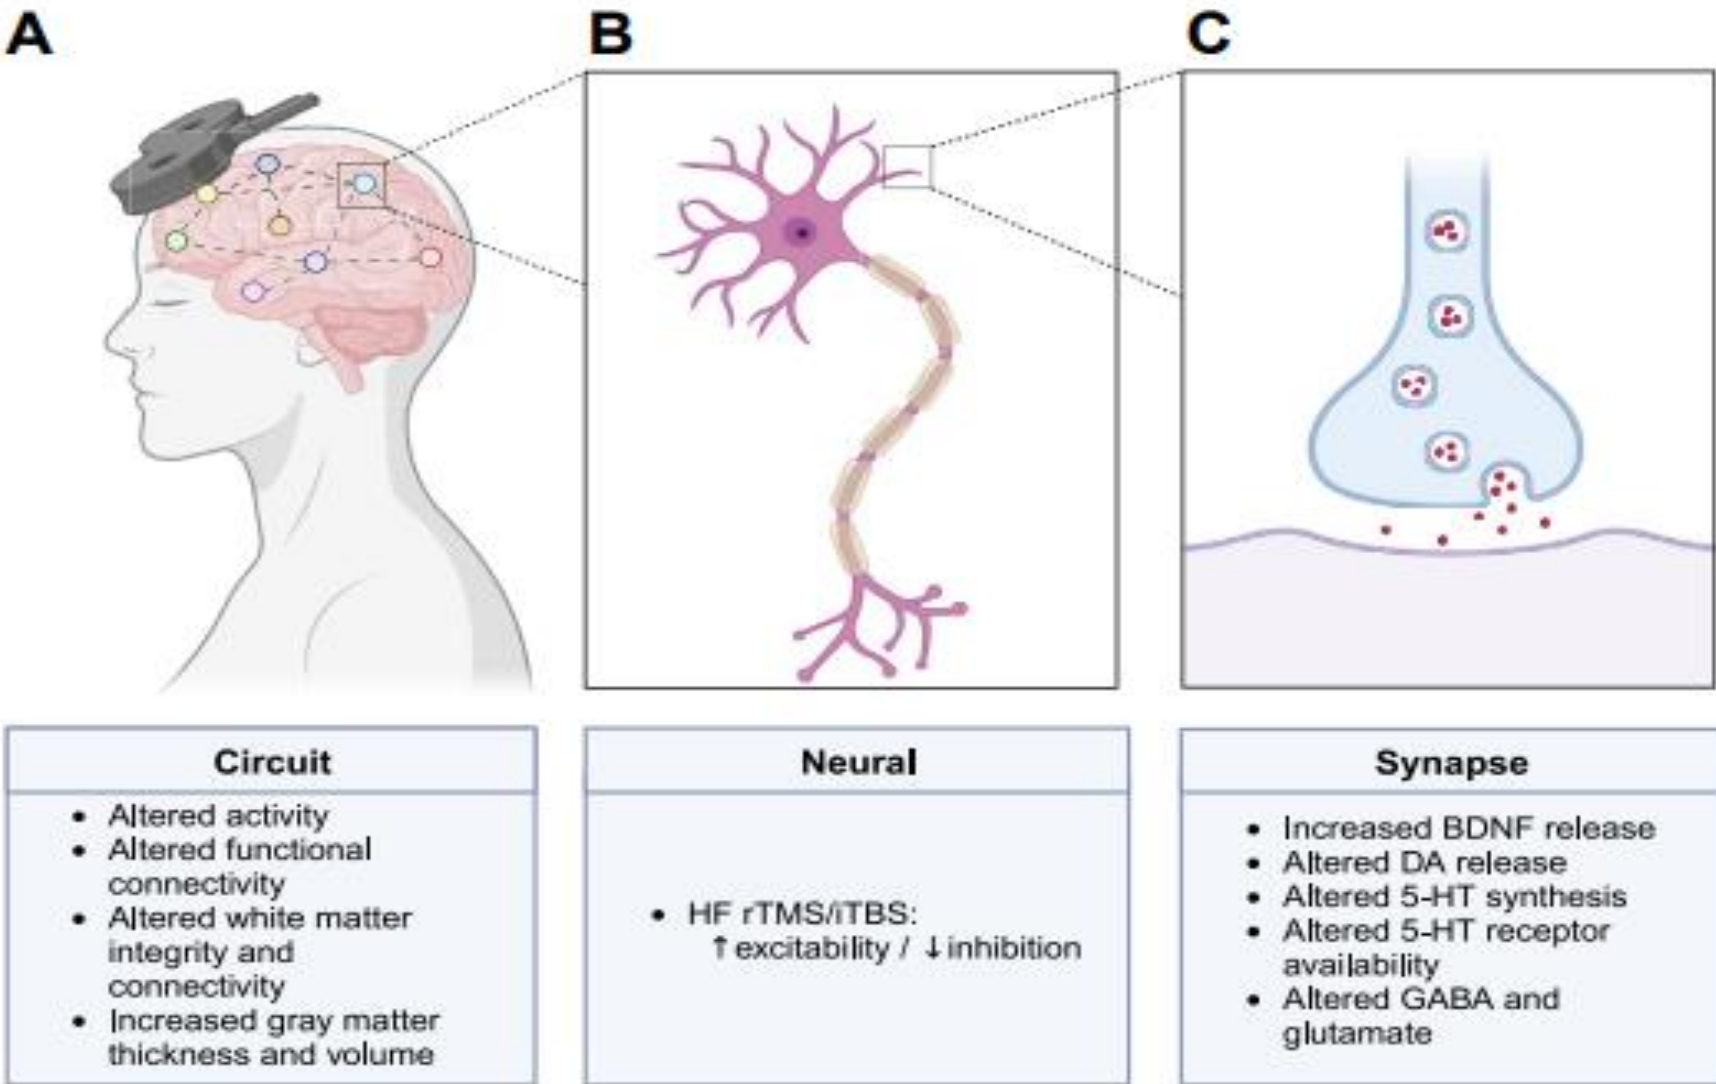 A
B
C
Circuit
• Altered activity
• Altered functional
connectivity
• Altered white matter
integrity and
connectivity
• Increased gray matter
thickness and volume
Neural
• HF rTMS/iTBS:
↑excitability / ↓inhibition
Synapse
• Increased BDNF release
• Altered DA release
• Altered 5-HT synthesis
• Altered 5-HT receptor
availability
• Altered GABA and
glutamate